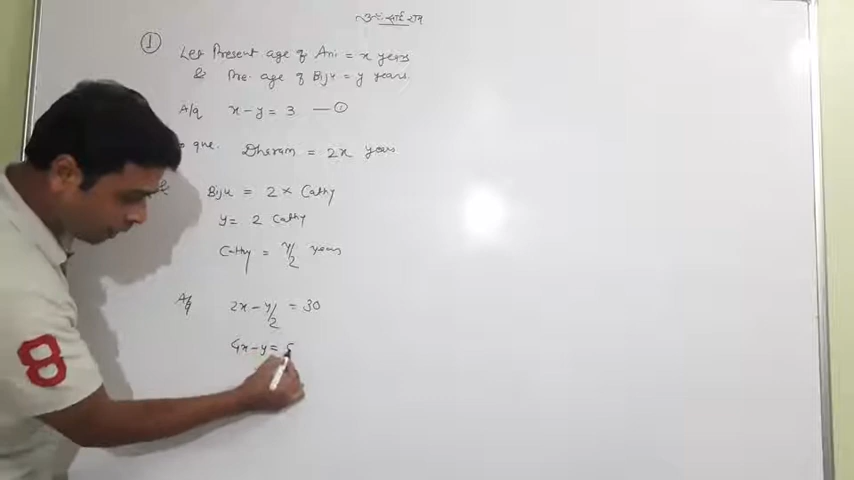 ①
Let Present age of Ani = x years
& Pre. age of Biju = y years.
A/q x-y = 3 —①
que. Dharam = 2x years
Biju = 2 x Cathy
y = 2 Cathy
Cathy = y/2 years
A/q 2x - y/2 = 30
4x-y =